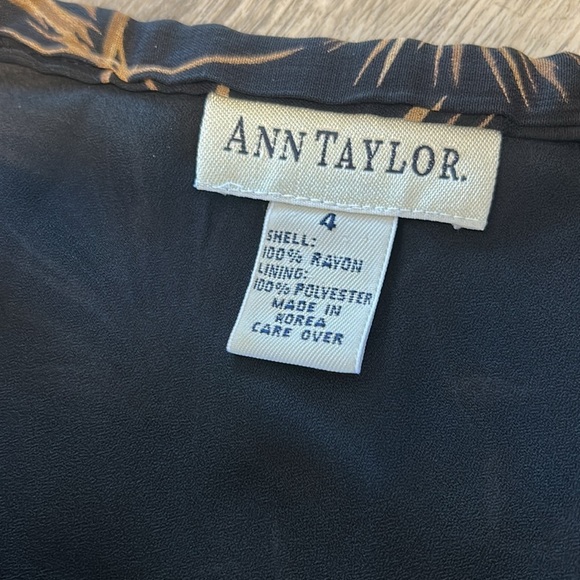 ANN TAYLOR.
4
SHELL:
100% RAYON
LINING:
100% POLYESTER
MADE IN
KOREA
CARE OVER